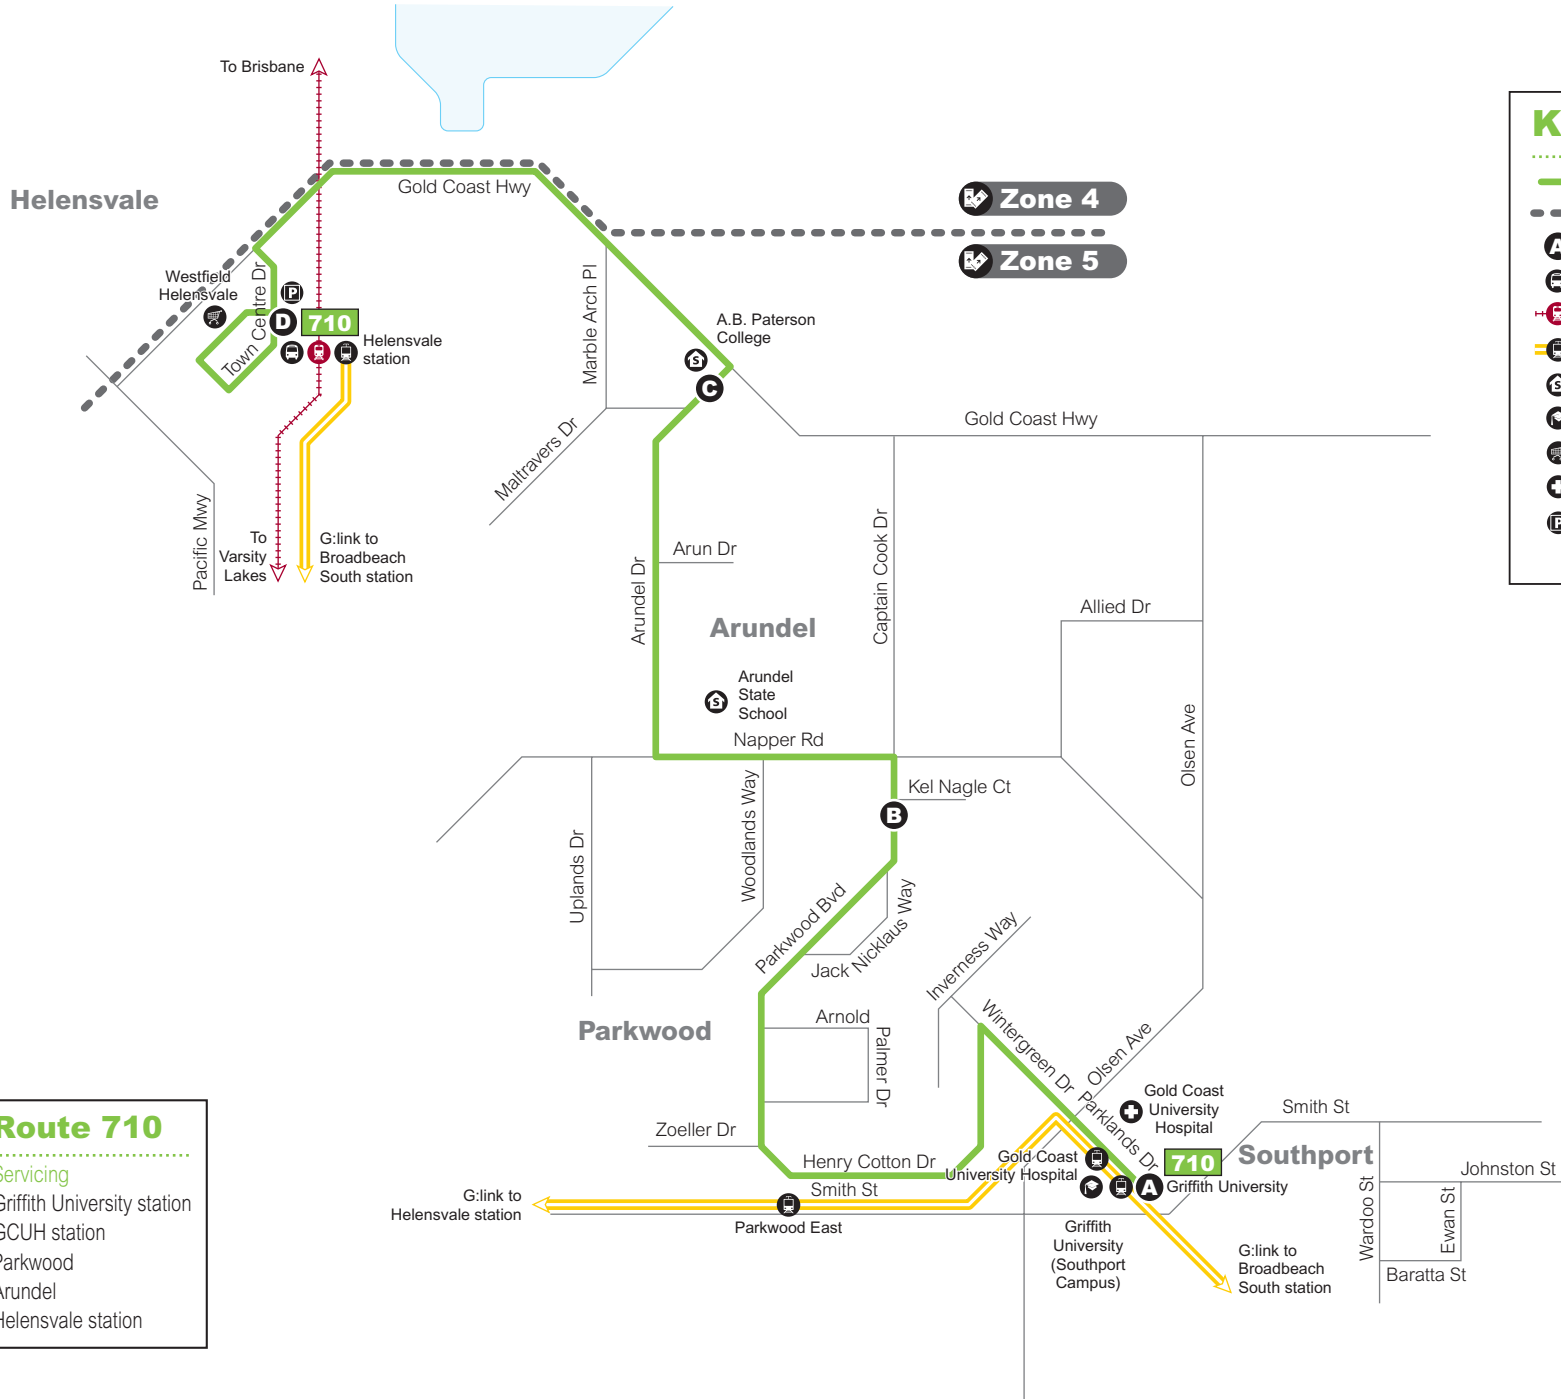 To Brisbane
Helensvale
Gold Coast Hwy
Zone 4
Zone 5
K
A
Westfield
Helensvale
Town Centre Dr
P
D
710
Helensvale
station
Marble Arch Pl
A.B. Paterson
College
S
C
Gold Coast Hwy
Maltravers Dr
Pacific Mwy
To
Varsity
Lakes
G:link to
Broadbeach
South station
Arun Dr
Arundel Dr
Captain Cook Dr
Allied Dr
Arundel
Arundel
State
School
S
Napper Rd
Olsen Ave
Kel Nagle Ct
B
Woodlands Way
Uplands Dr
Parkwood Bvd
Jack Nicklaus Way
Inverness Way
Parkwood
Arnold
Palmer Dr
Wintergreen Dr
Olsen Ave
Parklands Dr
Gold Coast
University
Hospital
Smith St
Zoeller Dr
Henry Cotton Dr
Gold Coast
University Hospital
710
Southport
A
Griffith University
Johnston St
Smith St
G:link to
Helensvale station
Parkwood East
Griffith
University
(Southport
Campus)
G:link to
Broadbeach
South station
Wardoo St
Ewan St
Baratta St
Route 710
Servicing
Griffith University station
GCUH station
Parkwood
Arundel
Helensvale station